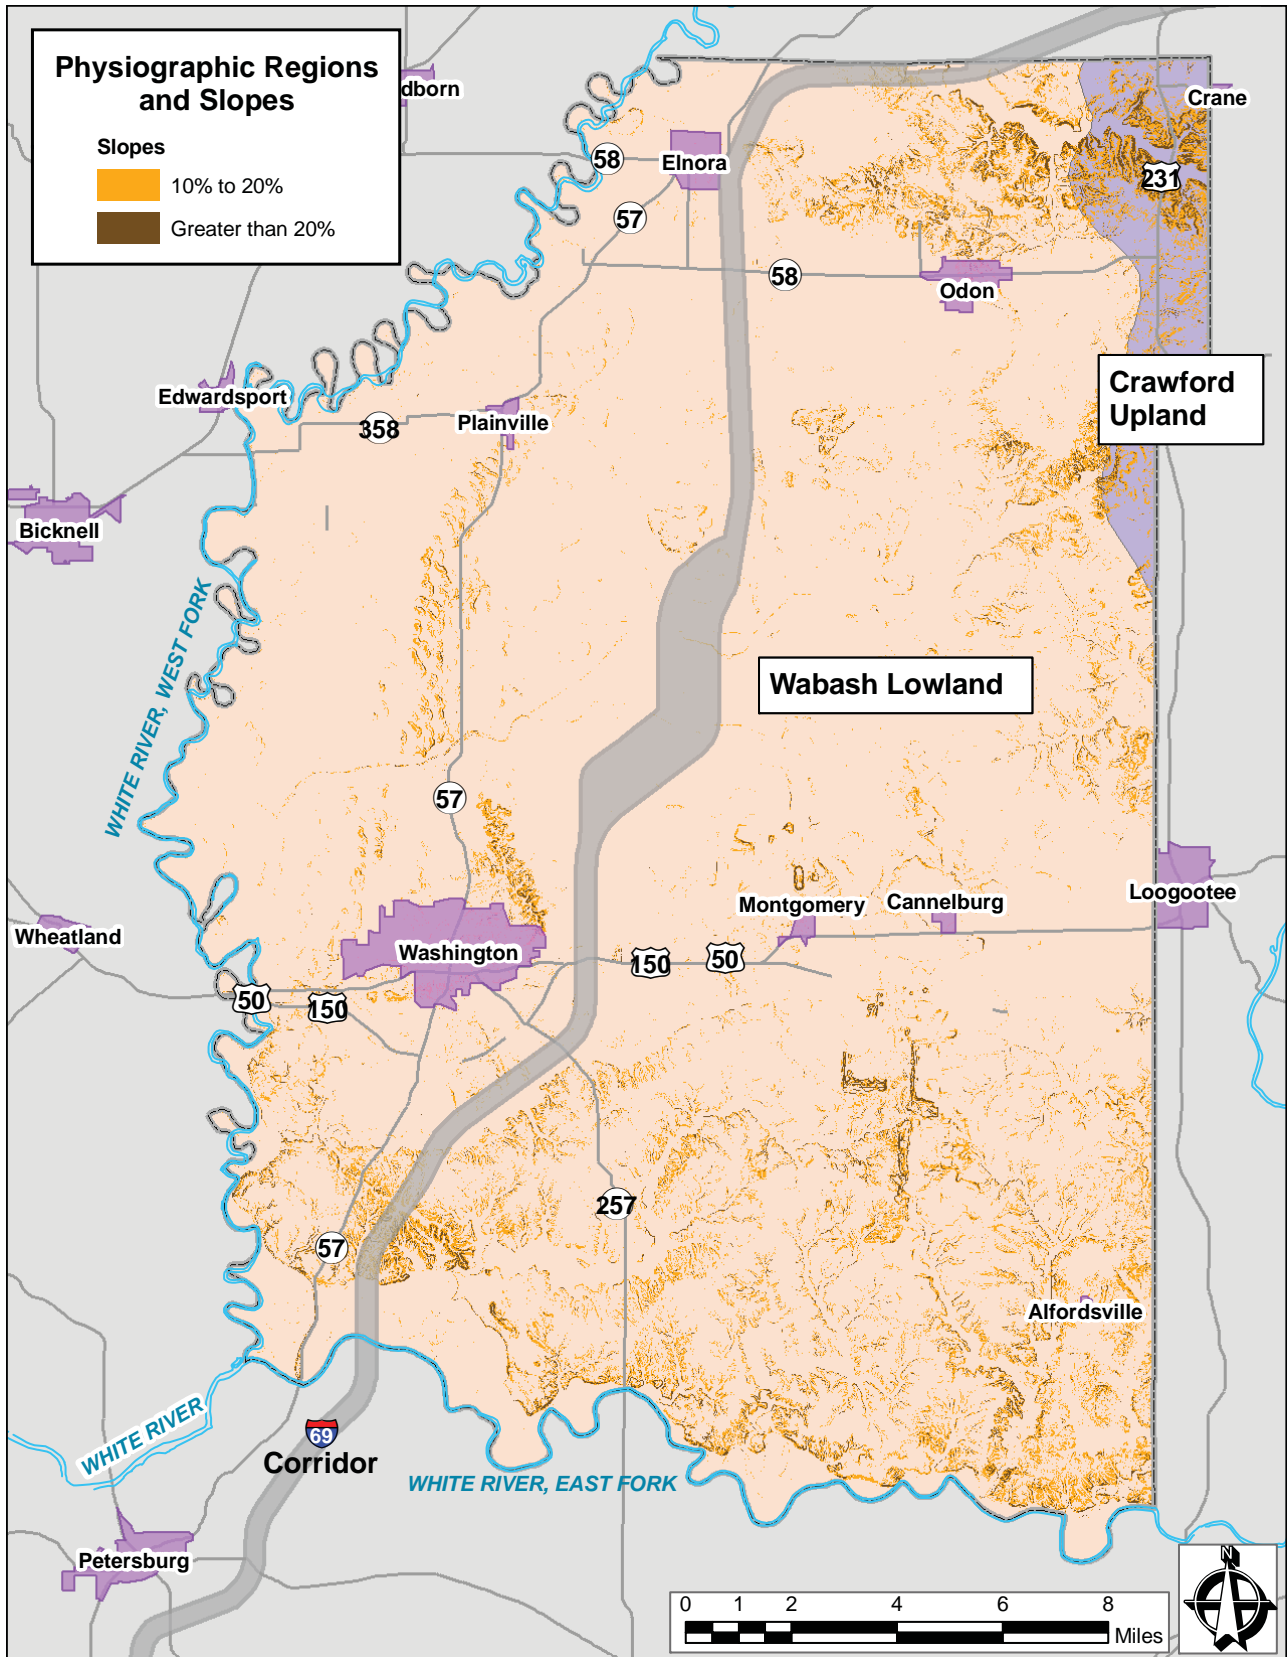 Physiographic Regions
and Slopes
Slopes
10% to 20%
Greater than 20%
dborn
Crane
58
Elnora
231
57
58
Odon
Edwardsport
Crawford
Upland
358
Plainville
Bicknell
WHITE RIVER, WEST FORK
Wabash Lowland
57
Montgomery
Cannelburg
Loogootee
Wheatland
Washington
150
50
50
150
257
57
Alfordsville
WHITE RIVER
69
Corridor
WHITE RIVER, EAST FORK
Petersburg
N
0 1 2 4 6 8
Miles